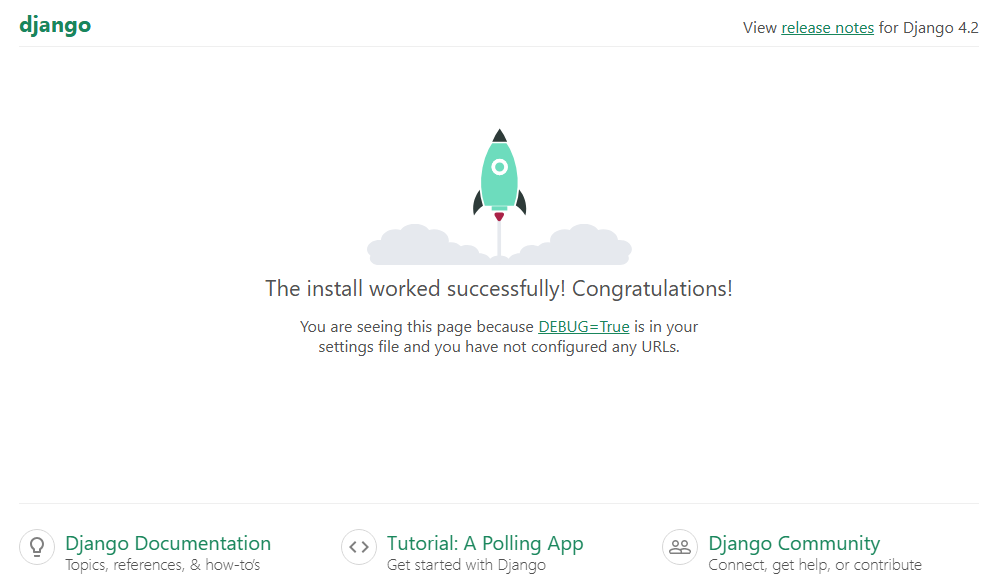 django
View release notes for Django 4.2
The install worked successfully! Congratulations!
You are seeing this page because DEBUG=True is in your
settings file and you have not configured any URLs.
Django Documentation
Topics, references, & how-to's
Tutorial: A Polling App
Get started with Django
Django Community
Connect, get help, or contribute